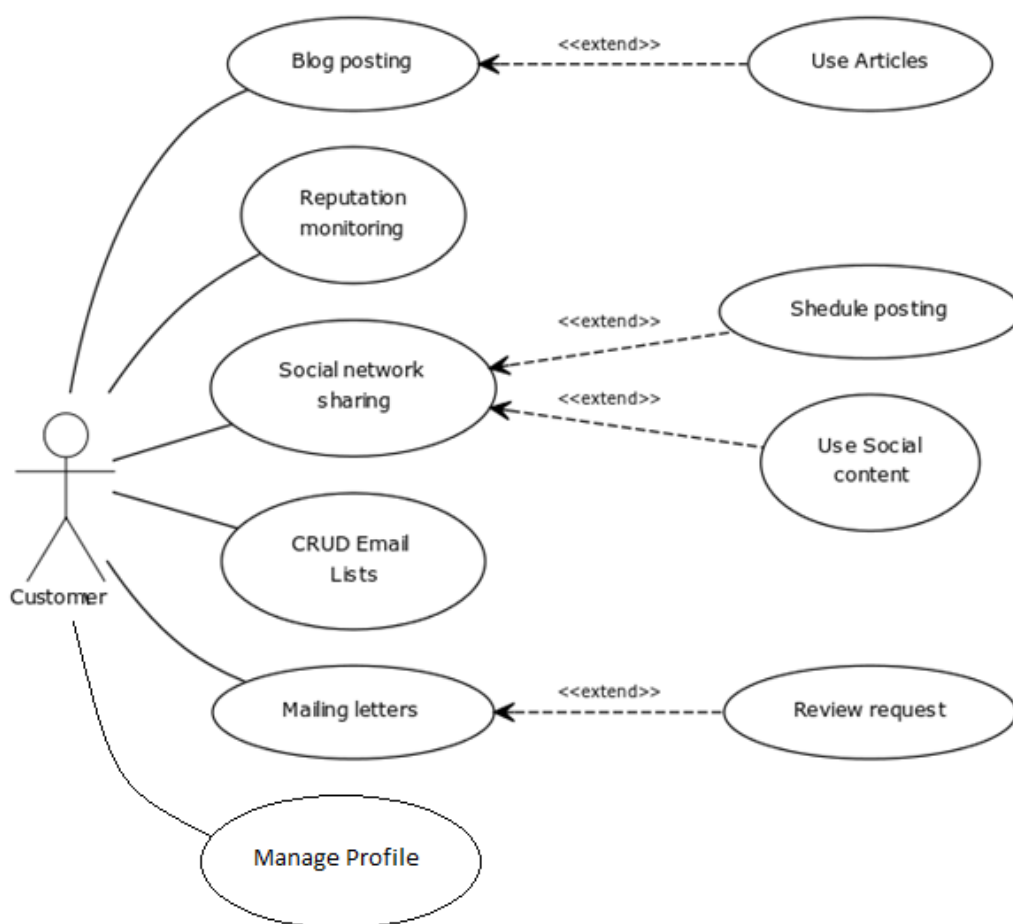 Blog posting
<<extend>>
Use Articles
Reputation
monitoring
Social network
sharing
<<extend>>
Shedule posting
<<extend>>
Use Social
content
CRUD Email
Lists
Customer
Mailing letters
<<extend>>
Review request
Manage Profile